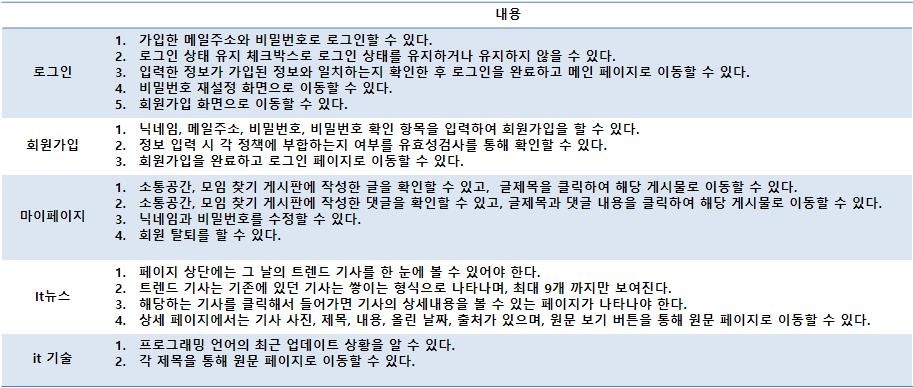 내용
로그인
1. 가입한 메일주소와 비밀번호로 로그인할 수 있다.
2. 로그인 상태 유지 체크박스로 로그인 상태를 유지하거나 유지하지 않을 수 있다.
3. 입력한 정보가 가입된 정보와 일치하는지 확인한 후 로그인을 완료하고 메인 페이지로 이동할 수 있다.
4. 비밀번호 재설정 화면으로 이동할 수 있다.
5. 회원가입 화면으로 이동할 수 있다.
회원가입
1. 닉네임, 메일주소, 비밀번호, 비밀번호 확인 항목을 입력하여 회원가입을 할 수 있다.
2. 정보 입력 시 각 정책에 부합하는지 여부를 유효성검사를 통해 확인할 수 있다.
3. 회원가입을 완료하고 로그인 페이지로 이동할 수 있다.
마이페이지
1. 소통공간, 모임 찾기 게시판에 작성한 글을 확인할 수 있고, 글제목을 클릭하여 해당 게시물로 이동할 수 있다.
2. 소통공간, 모임 찾기 게시판에 작성한 댓글을 확인할 수 있고, 글제목과 댓글 내용을 클릭하여 해당 게시물로 이동할 수 있다.
3. 닉네임과 비밀번호를 수정할 수 있다.
4. 회원 탈퇴를 할 수 있다.
It뉴스
1. 페이지 상단에는 그 날의 트렌드 기사를 한 눈에 볼 수 있어야 한다.
2. 트렌드 기사는 기존에 있던 기사는 쌓이는 형식으로 나타나며, 최대 9개 까지만 보여진다.
3. 해당하는 기사를 클릭해서 들어가면 기사의 상세내용을 볼 수 있는 페이지가 나타나야 한다.
4. 상세 페이지에서는 기사 사진, 제목, 내용, 올린 날짜, 출처가 있으며, 원문 보기 버튼을 통해 원문 페이지로 이동할 수 있다.
it 기술
1. 프로그래밍 언어의 최근 업데이트 상황을 알 수 있다.
2. 각 제목을 통해 원문 페이지로 이동할 수 있다.